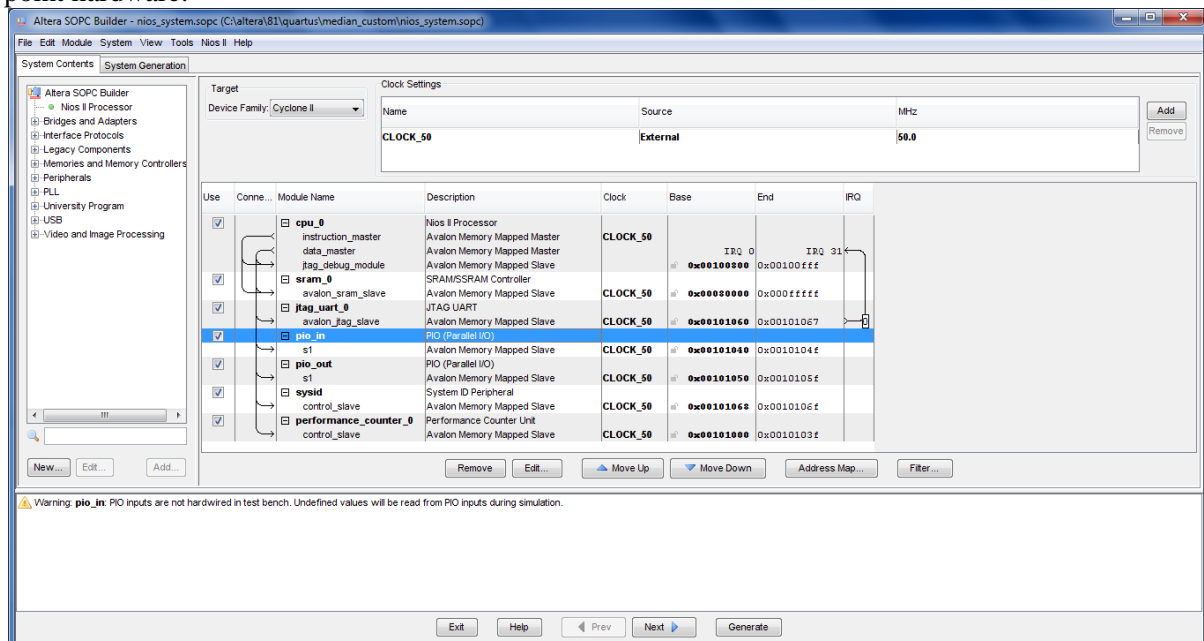 point hardware.
Altera SOPC Builder - nios_system.sopc (C:\altera\81\quartus\median_custom\nios_system.sopc)
File Edit Module System View Tools Nios II Help
System Contents System Generation
Altera SOPC Builder
Nios II Processor
Bridges and Adapters
Interface Protocols
Legacy Components
Memories and Memory Controllers
Peripherals
PLL
University Program
USB
Video and Image Processing
New... Edit... Add...
Target
Device Family: Cyclone II
Clock Settings
Name Source MHz
CLOCK_50 External 50.0
Add
Remove
Use Conne... Module Name Description Clock Base End IRQ
cpu_0 Nios II Processor
instruction_master Avalon Memory Mapped Master CLOCK_50
data_master Avalon Memory Mapped Master IRQ 0 IRQ 31
jtag_debug_module Avalon Memory Mapped Slave 0x00100800 0x00100fff
sram_0 SRAM/SSRAM Controller
avalon_sram_slave Avalon Memory Mapped Slave CLOCK_50 0x00080000 0x000fffff
jtag_uart_0 JTAG UART
avalon_jtag_slave Avalon Memory Mapped Slave CLOCK_50 0x00101060 0x00101067
pio_in PIO (Parallel I/O)
s1 Avalon Memory Mapped Slave CLOCK_50 0x00101040 0x0010104f
pio_out PIO (Parallel I/O)
s1 Avalon Memory Mapped Slave CLOCK_50 0x00101050 0x0010105f
sysid System ID Peripheral
control_slave Avalon Memory Mapped Slave CLOCK_50 0x00101068 0x0010106f
performance_counter_0 Performance Counter Unit
control_slave Avalon Memory Mapped Slave CLOCK_50 0x00101000 0x0010103f
Remove Edit... Move Up Move Down Address Map... Filter...
Warning: pio_in: PIO inputs are not hardwired in test bench. Undefined values will be read from PIO inputs during simulation.
Exit Help Prev Next Generate